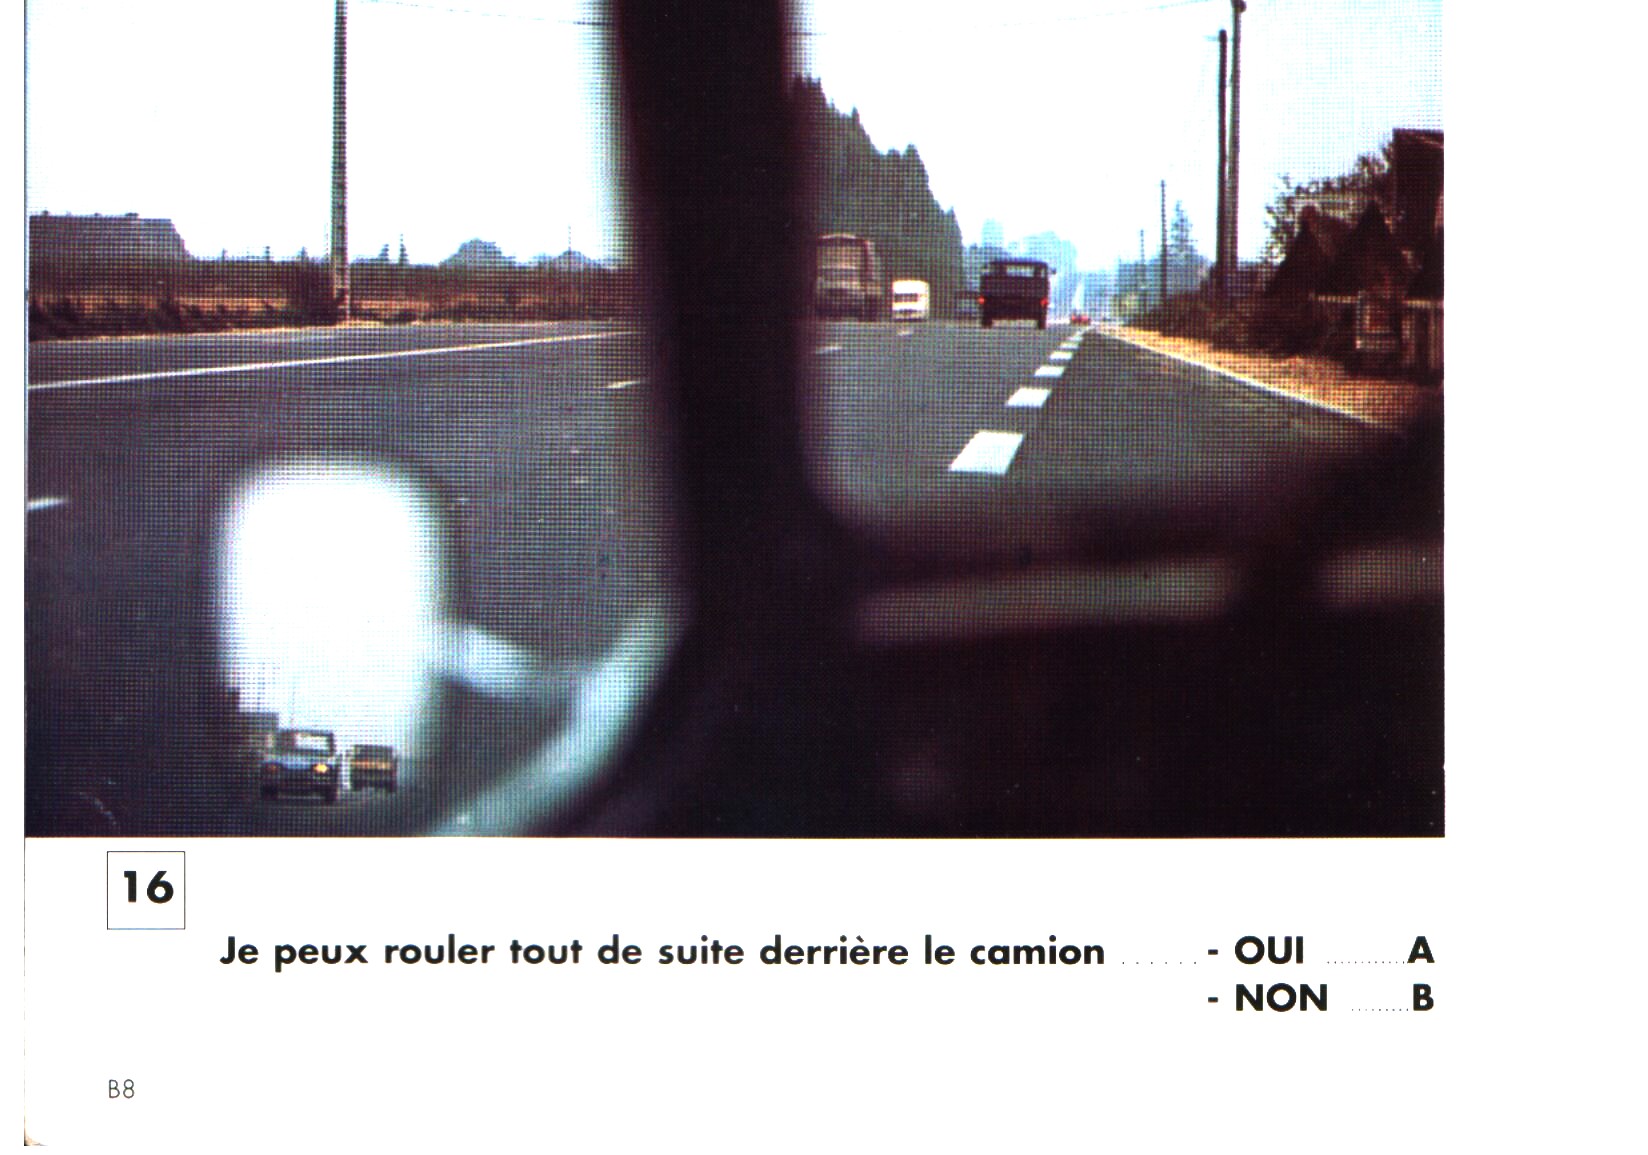 16
Je peux rouler tout de suite derrière le camion ...... - OUI ...........A
- NON .........B
B8